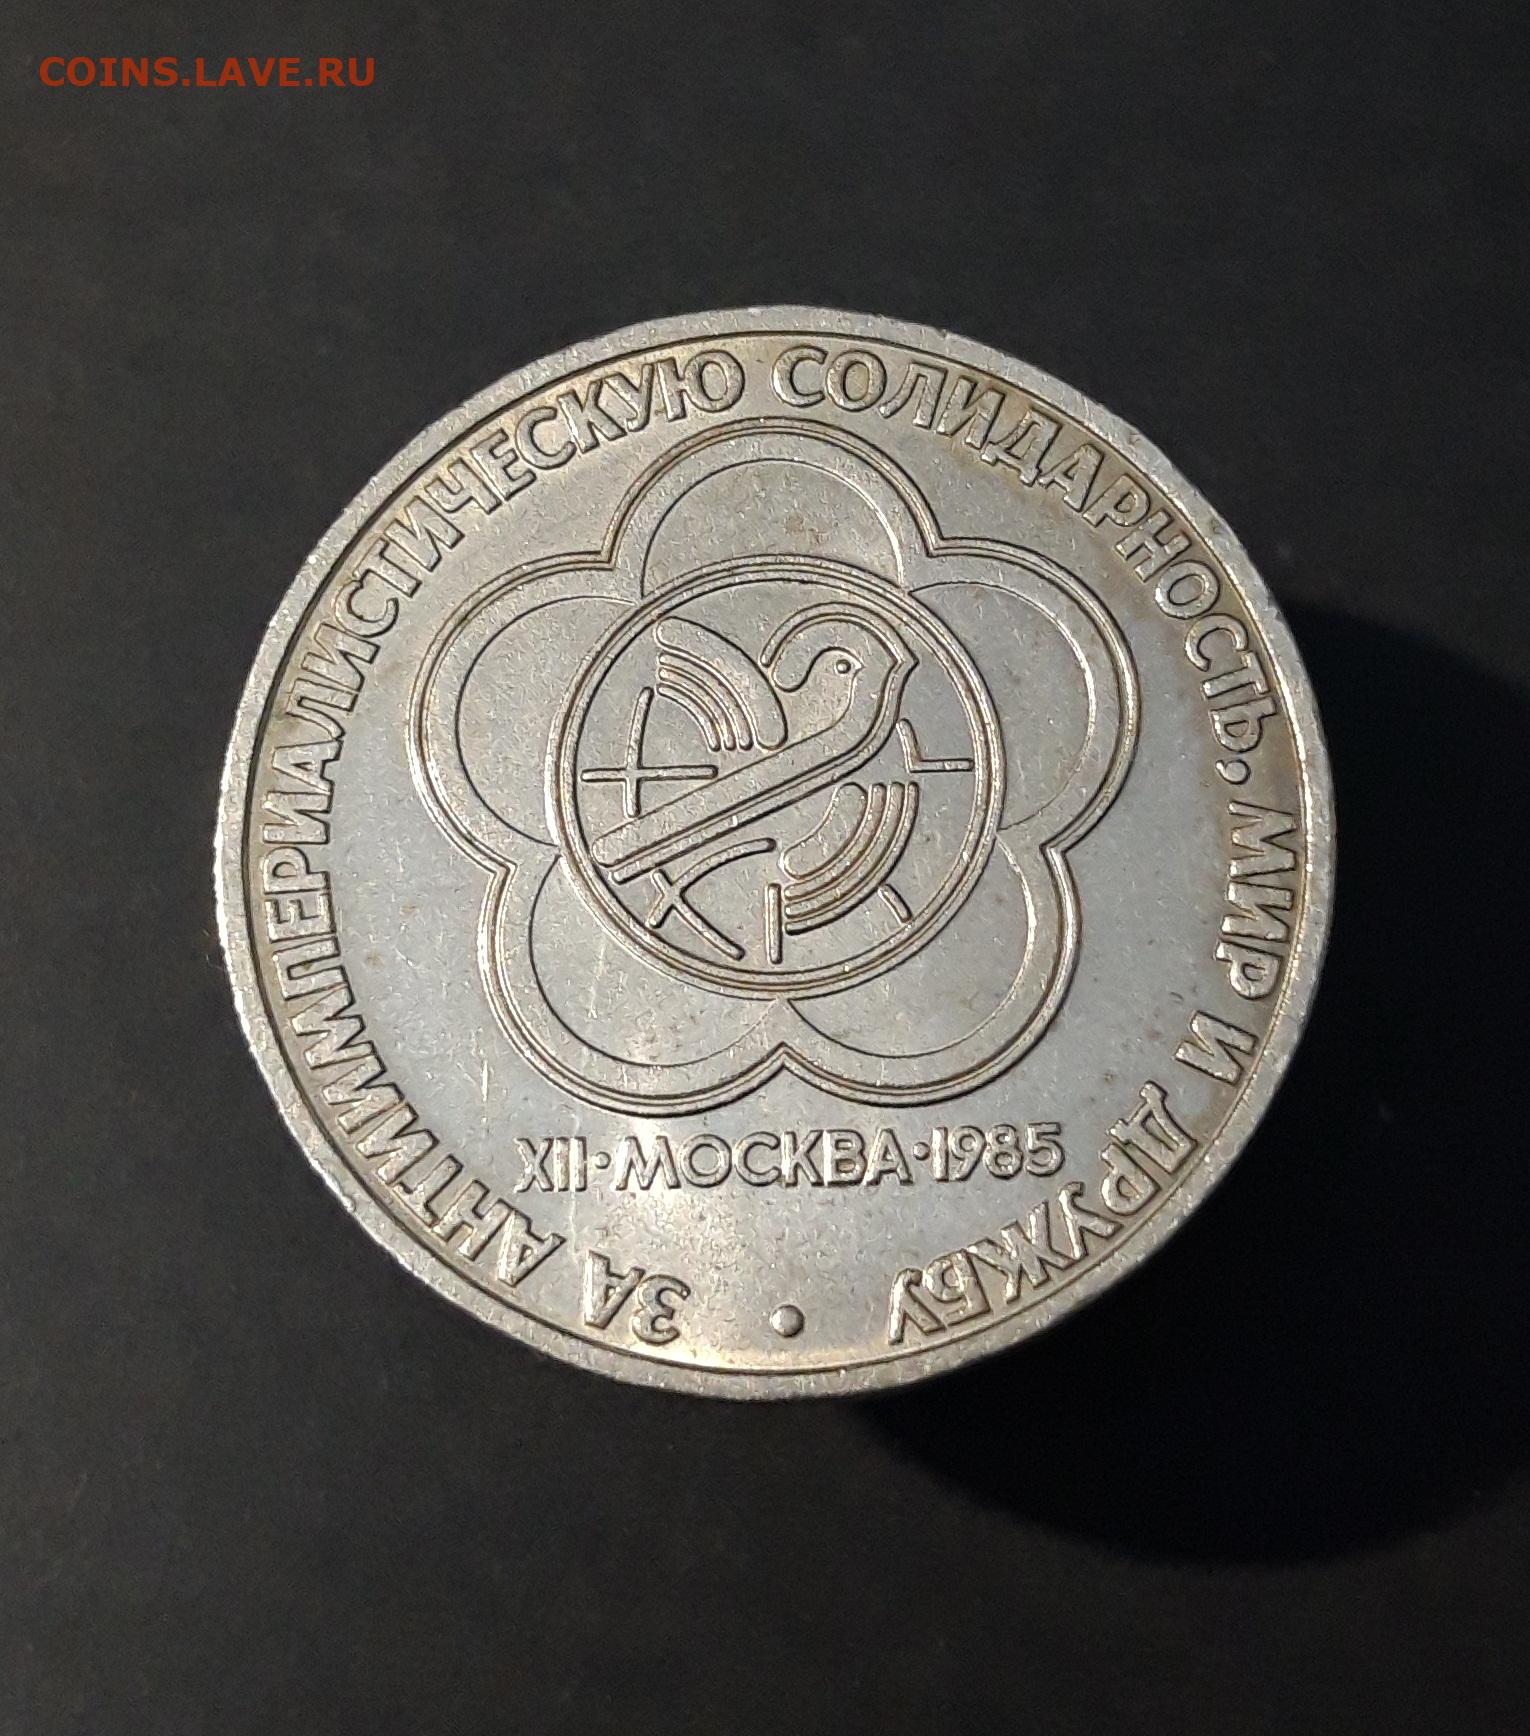 COINS.LAVE.RU
ЗА АНТИИМПЕРИАЛИСТИЧЕСКУЮ СОЛИДАРНОСТЬ, МИР И ДРУЖБУ •
XII•МОСКВА•1985